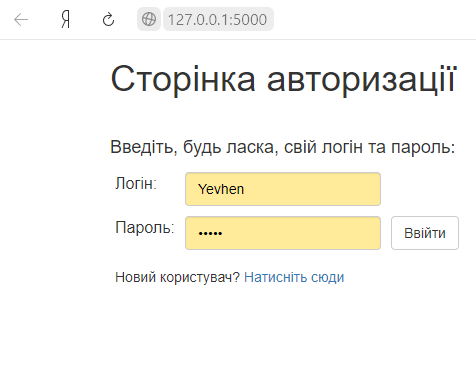 127.0.0.1:5000
Сторінка авторизації
Введіть, будь ласка, свій логін та пароль:
Логін: Yevhen
Пароль: ••••• Ввійти
Новий користувач? Натисніть сюди